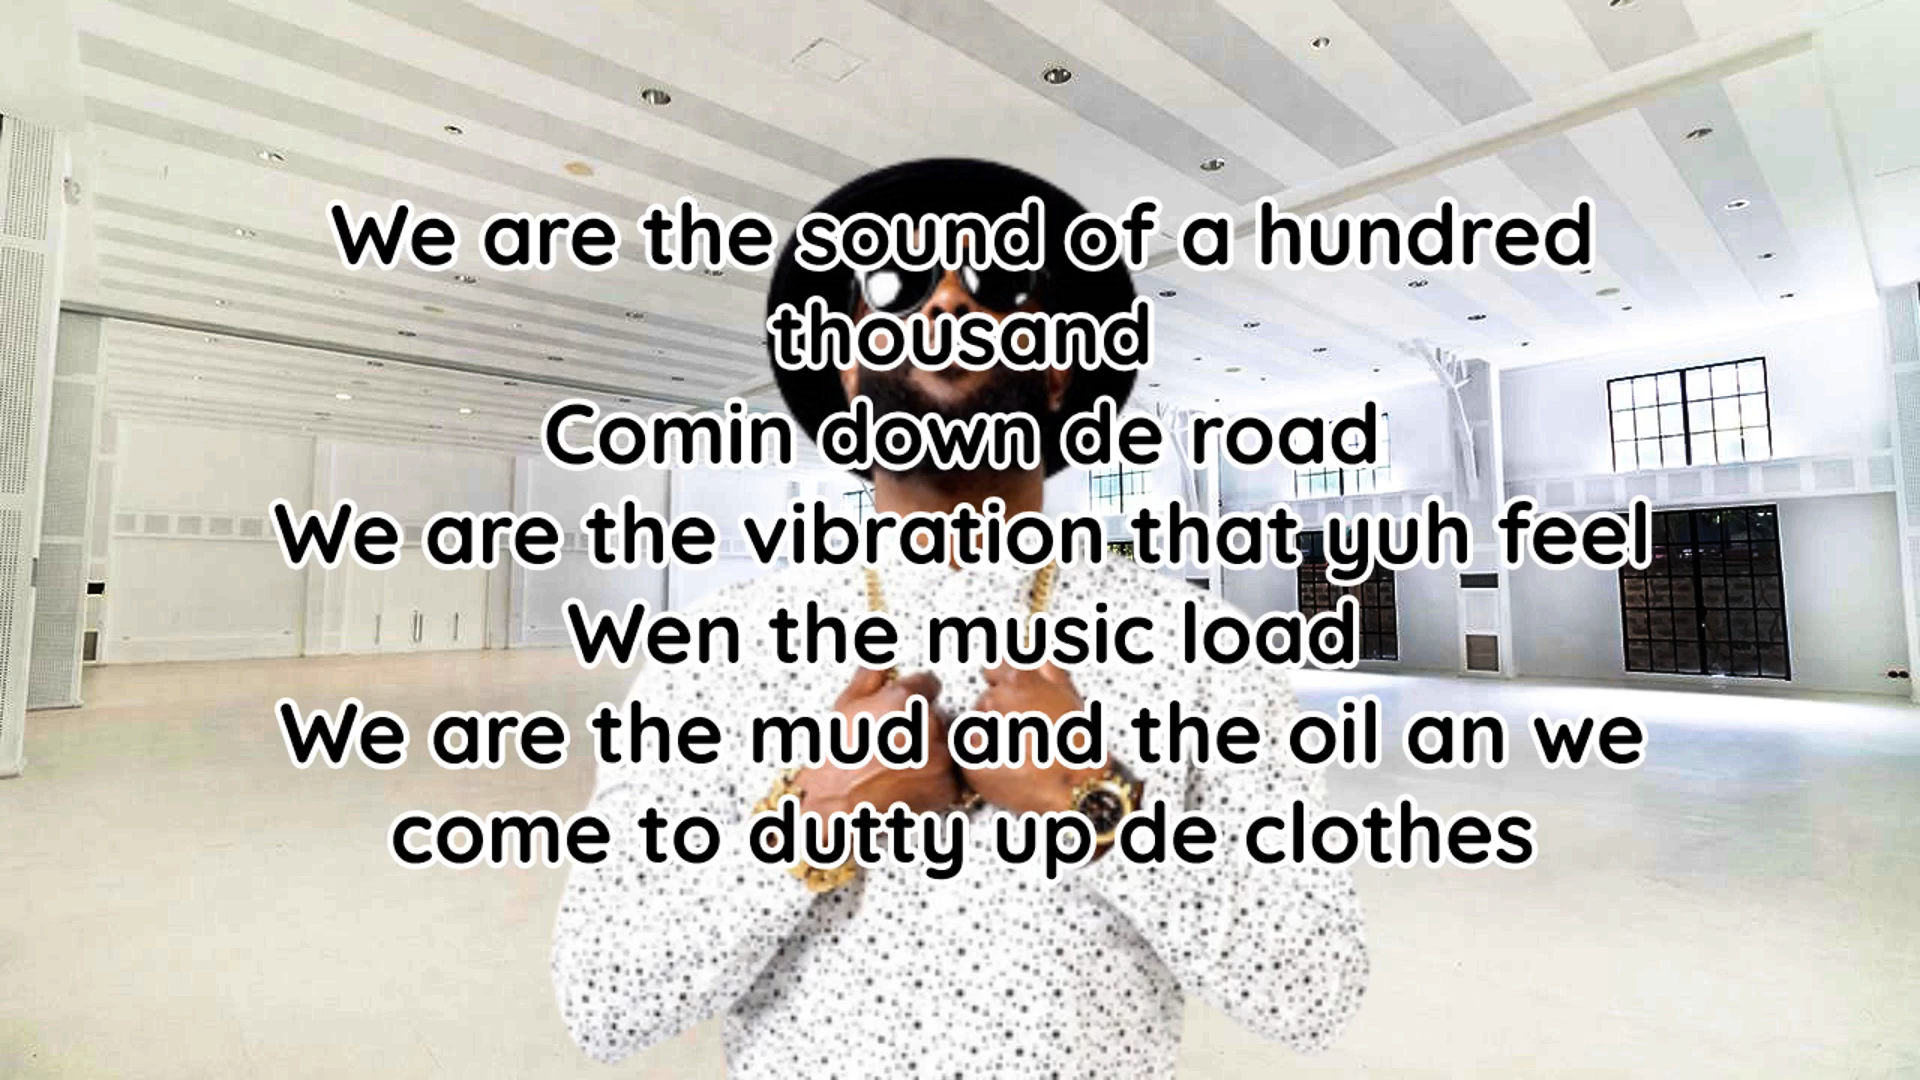 We are the sound of a hundred
thousand
Comin down de road
We are the vibration that yuh feel
Wen the music load
We are the mud and the oil an we
come to dutty up de clothes